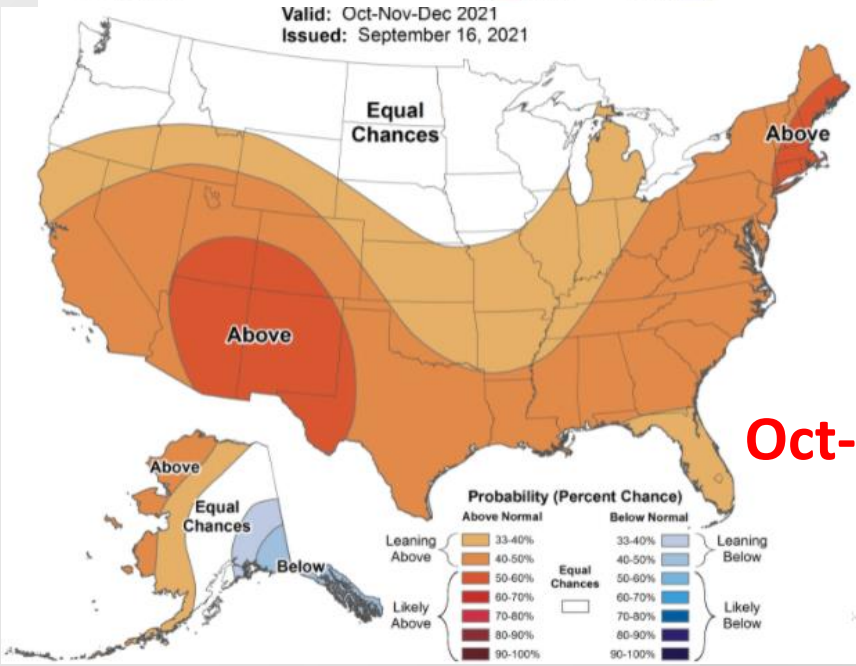 Valid: Oct-Nov-Dec 2021
Issued: September 16, 2021
Equal
Chances
Above
Above
Oct-
Above
Equal
Chances
Below
Probability (Percent Chance)
Above Normal
Below Normal
Leaning
Above
33-40%
40-50%
Likely
Above
50-60%
60-70%
70-80%
80-90%
90-100%
Equal
Chances
33-40%
40-50%
Leaning
Below
50-60%
60-70%
70-80%
80-90%
90-100%
Likely
Below